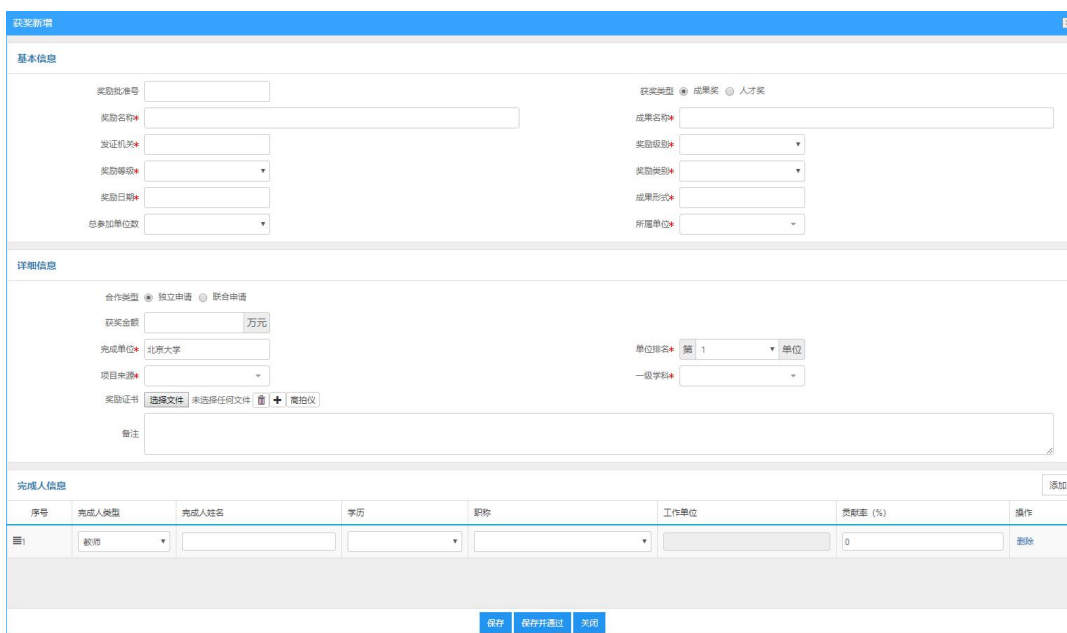 获奖新增
基本信息
奖励批准号 获奖类型 成果奖 人才奖
奖励名称* 成果名称*
发证机关* 奖励级别*
奖励等级* 奖励类别*
奖励日期* 成果形式*
总参加单位数 所属单位*
详细信息
合作类型 独立申请 联合申请
获奖金额 万元
完成单位* 北京大学 单位排名* 第 1 单位
项目来源* 一级学科*
奖励证书 选择文件 未选择任何文件 高拍仪
备注
完成人信息 添加
序号 完成人类型 完成人姓名 学历 职称 工作单位 贡献率 (%) 操作
1 教师 0 删除
保存 保存并通过 关闭